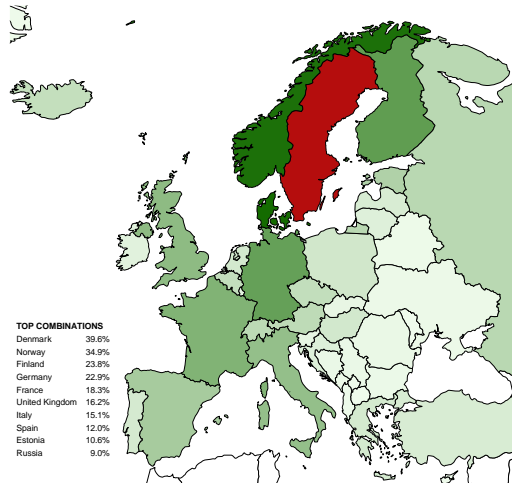 TOP COMBINATIONS
Denmark 39.6%
Norway 34.9%
Finland 23.8%
Germany 22.9%
France 18.3%
United Kingdom 16.2%
Italy 15.1%
Spain 12.0%
Estonia 10.6%
Russia 9.0%